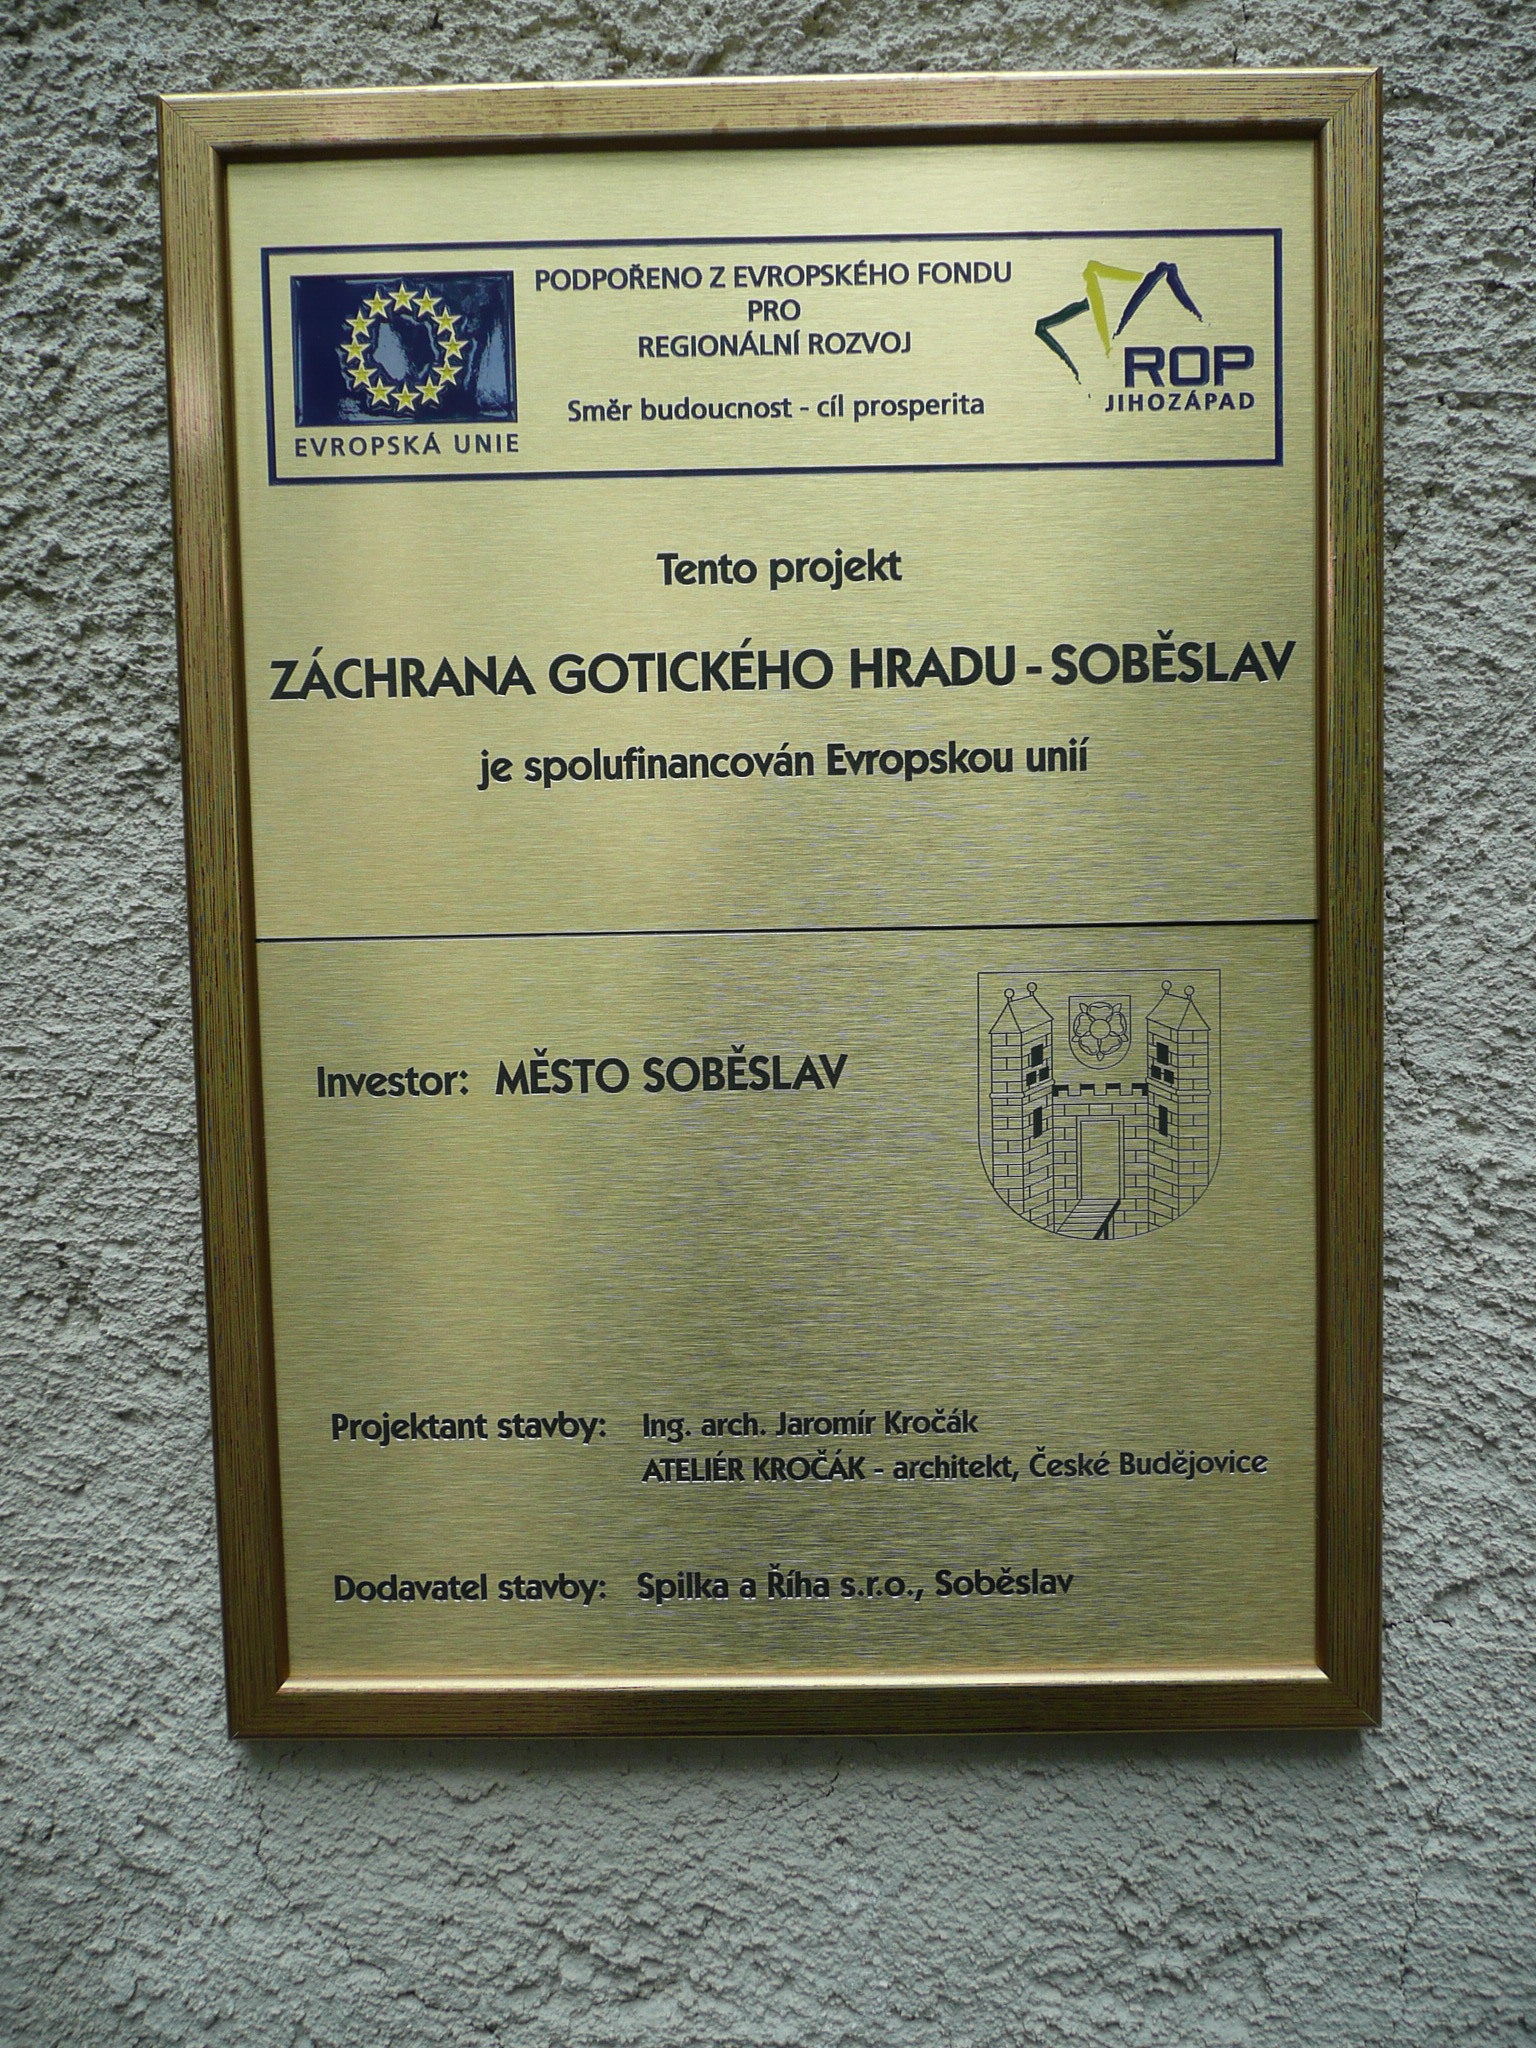 PODPOŘENO Z EVROPSKÉHO FONDU
PRO
REGIONÁLNÍ ROZVOJ
Směr budoucnost - cíl prosperita
EVROPSKÁ UNIE
ROP
JIHOZÁPAD
Tento projekt
ZÁCHRANA GOTICKÉHO HRADU - SOBĚSLAV
je spolufinancován Evropskou unií
Investor: MĚSTO SOBĚSLAV
Projektant stavby: Ing. arch. Jaromír Kročák
ATELIÉR KROČÁK - architekt, České Budějovice
Dodavatel stavby: Spilka a Říha s.r.o., Soběslav